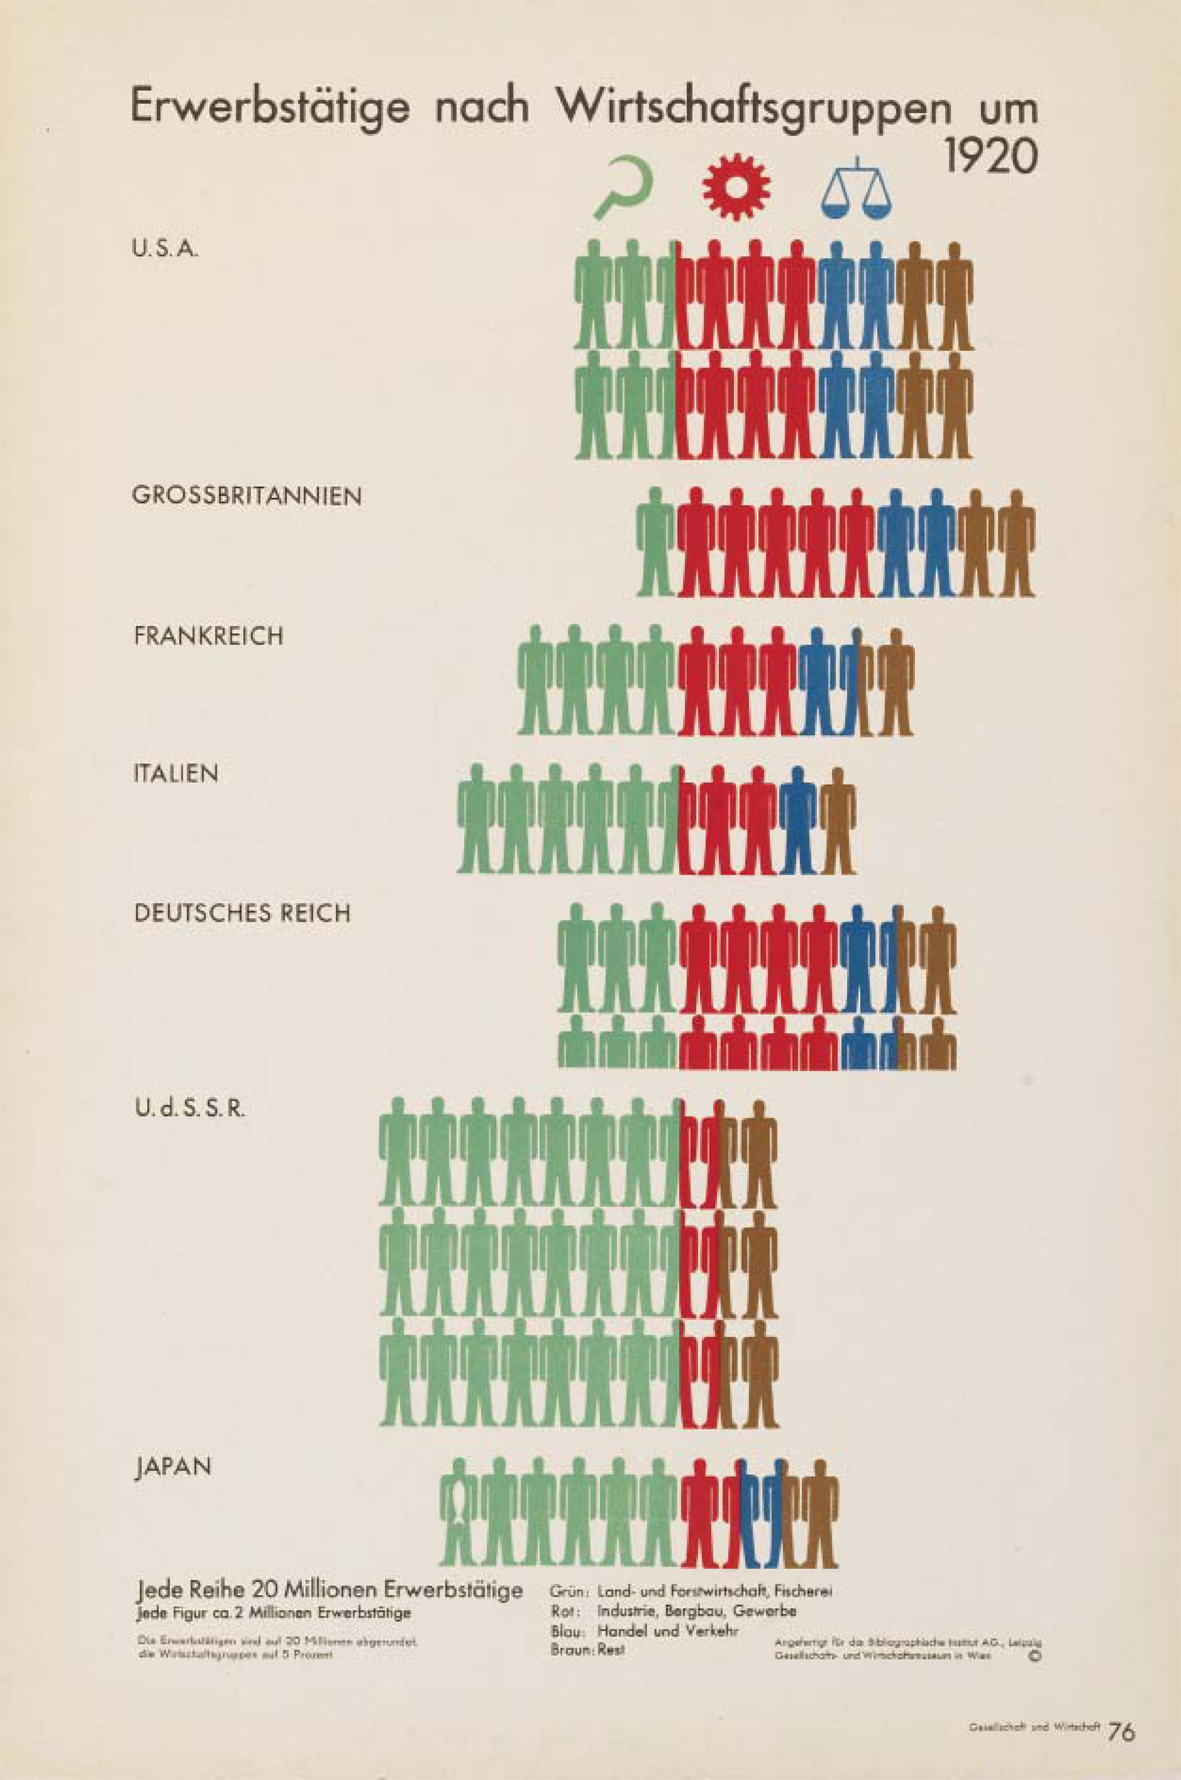 Erwerbstätige nach Wirtschaftsgruppen um
1920
U.S.A.
GROSSBRITANNIEN
FRANKREICH
ITALIEN
DEUTSCHES REICH
U.d.S.S.R.
JAPAN
Jede Reihe 20 Millionen Erwerbstätige
Jede Figur ca. 2 Millionen Erwerbstätige
Die Erwerbstätigen sind auf 20 Millionen abgerundet,
die Wirtschaftsgruppen auf 5 Prozent
Grün: Land- und Forstwirtschaft, Fischerei
Rot: Industrie, Bergbau, Gewerbe
Blau: Handel und Verkehr
Braun: Rest
Angefertigt für das Bibliographische Institut AG., Leipzig
Gesellschafts- und Wirtschaftsmuseum in Wien ©
Gesellschaft und Wirtschaft 76